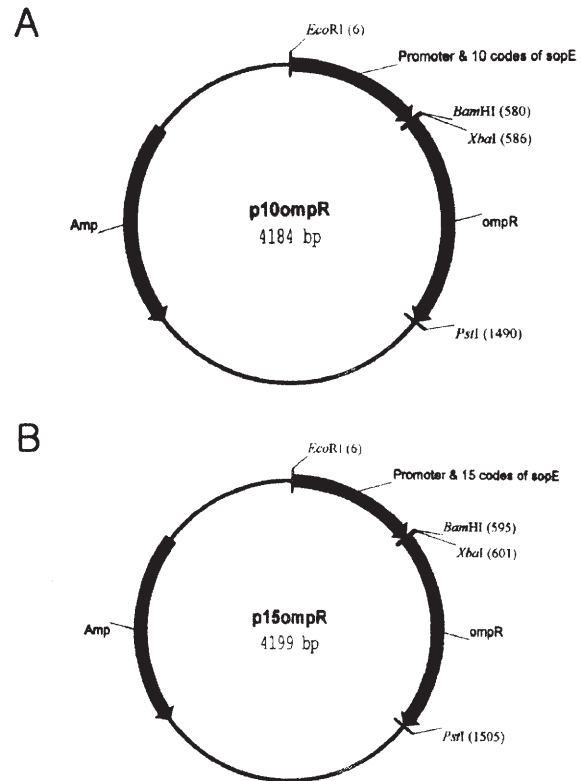 A
EcoRI (6)
Promoter & 10 codes of sopE
BamHI (580)
XbaI (586)
p10ompR
4184 bp
Amp
ompR
PstI (1490)
B
EcoRI (6)
Promoter & 15 codes of sopE
BamHI (595)
XbaI (601)
p15ompR
4199 bp
Amp
ompR
PstI (1505)